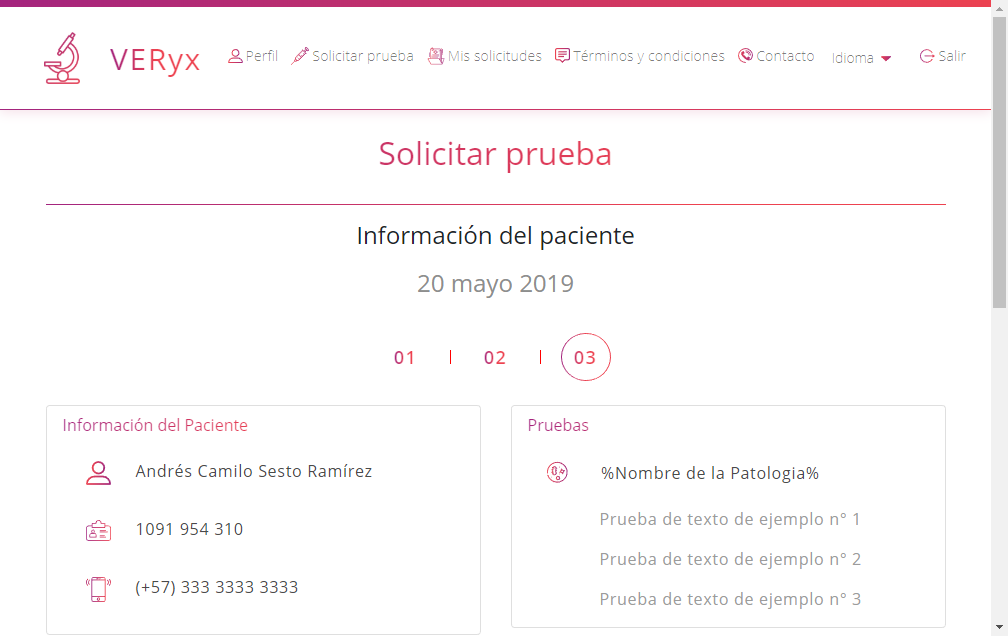 VERyx
Perfil Solicitar prueba Mis solicitudes Términos y condiciones Contacto Idioma Salir
Solicitar prueba
Información del paciente
20 mayo 2019
01 02 03
Información del Paciente
Andrés Camilo Sesto Ramírez
1091 954 310
(+57) 333 3333 3333
Pruebas
%Nombre de la Patologia%
Prueba de texto de ejemplo n° 1
Prueba de texto de ejemplo n° 2
Prueba de texto de ejemplo n° 3